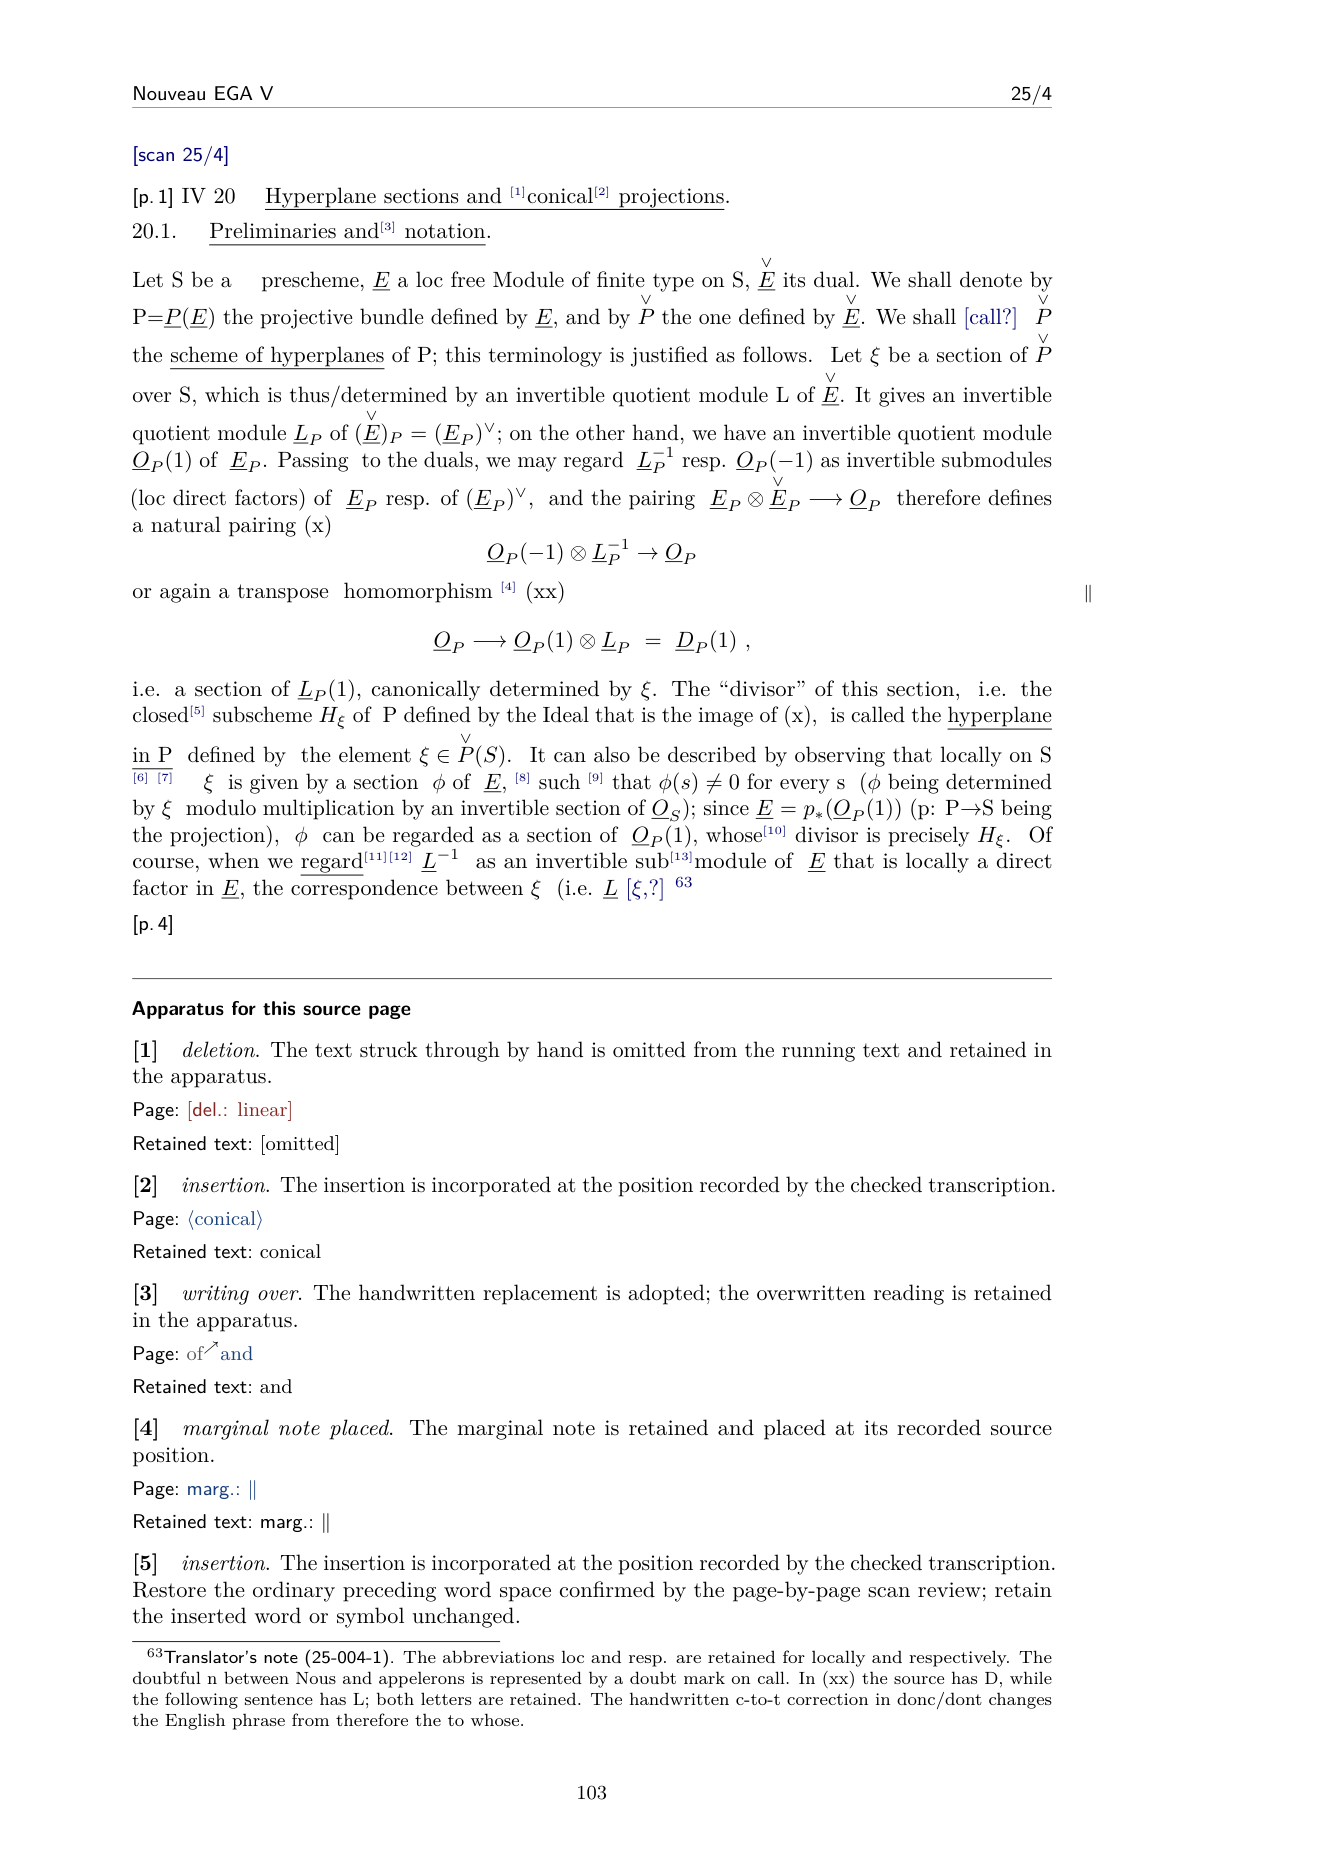 Nouveau EGA V 25/4
[scan 25/4]
[p. 1] IV 20 Hyperplane sections and [1]conical[2] projections.
20.1. Preliminaries and[3] notation.
Let S be a prescheme, E a loc free Module of finite type on S, Ě its dual. We shall denote by
P=P(E) the projective bundle defined by E, and by P̌ the one defined by Ě. We shall [call?] P̌
the scheme of hyperplanes of P; this terminology is justified as follows. Let ξ be a section of P̌
over S, which is thus/determined by an invertible quotient module L of Ě. It gives an invertible
quotient module L_P of (Ě)_P = (E_P)^∨; on the other hand, we have an invertible quotient module
O_P(1) of E_P. Passing to the duals, we may regard L_P^{-1} resp. O_P(−1) as invertible submodules
(loc direct factors) of E_P resp. of (E_P)^∨, and the pairing E_P ⊗ Ě_P ⟶ O_P therefore defines
a natural pairing (x)
O_P(−1) ⊗ L_P^{-1} → O_P
or again a transpose homomorphism [4] (xx) ‖
O_P ⟶ O_P(1) ⊗ L_P = D_P(1) ,
i.e. a section of L_P(1), canonically determined by ξ. The “divisor” of this section, i.e. the
closed[5] subscheme H_ξ of P defined by the Ideal that is the image of (x), is called the hyperplane
in P defined by the element ξ ∈ P̌(S). It can also be described by observing that locally on S
[6] [7] ξ is given by a section ϕ of E, [8] such [9] that ϕ(s) ≠ 0 for every s (ϕ being determined
by ξ modulo multiplication by an invertible section of O_S); since E = p_*(O_P(1)) (p: P→S being
the projection), ϕ can be regarded as a section of O_P(1), whose[10] divisor is precisely H_ξ. Of
course, when we regard[11][12] L^{-1} as an invertible sub[13]module of E that is locally a direct
factor in E, the correspondence between ξ (i.e. L [ξ,?] 63
[p. 4]
Apparatus for this source page
[1] deletion. The text struck through by hand is omitted from the running text and retained in
the apparatus.
Page: [del.: linear]
Retained text: [omitted]
[2] insertion. The insertion is incorporated at the position recorded by the checked transcription.
Page: ⟨conical⟩
Retained text: conical
[3] writing over. The handwritten replacement is adopted; the overwritten reading is retained
in the apparatus.
Page: of↗and
Retained text: and
[4] marginal note placed. The marginal note is retained and placed at its recorded source
position.
Page: marg.: ‖
Retained text: marg.: ‖
[5] insertion. The insertion is incorporated at the position recorded by the checked transcription.
Restore the ordinary preceding word space confirmed by the page-by-page scan review; retain
the inserted word or symbol unchanged.
63Translator's note (25-004-1). The abbreviations loc and resp. are retained for locally and respectively. The
doubtful n between Nous and appelerons is represented by a doubt mark on call. In (xx) the source has D, while
the following sentence has L; both letters are retained. The handwritten c-to-t correction in donc/dont changes
the English phrase from therefore the to whose.
103